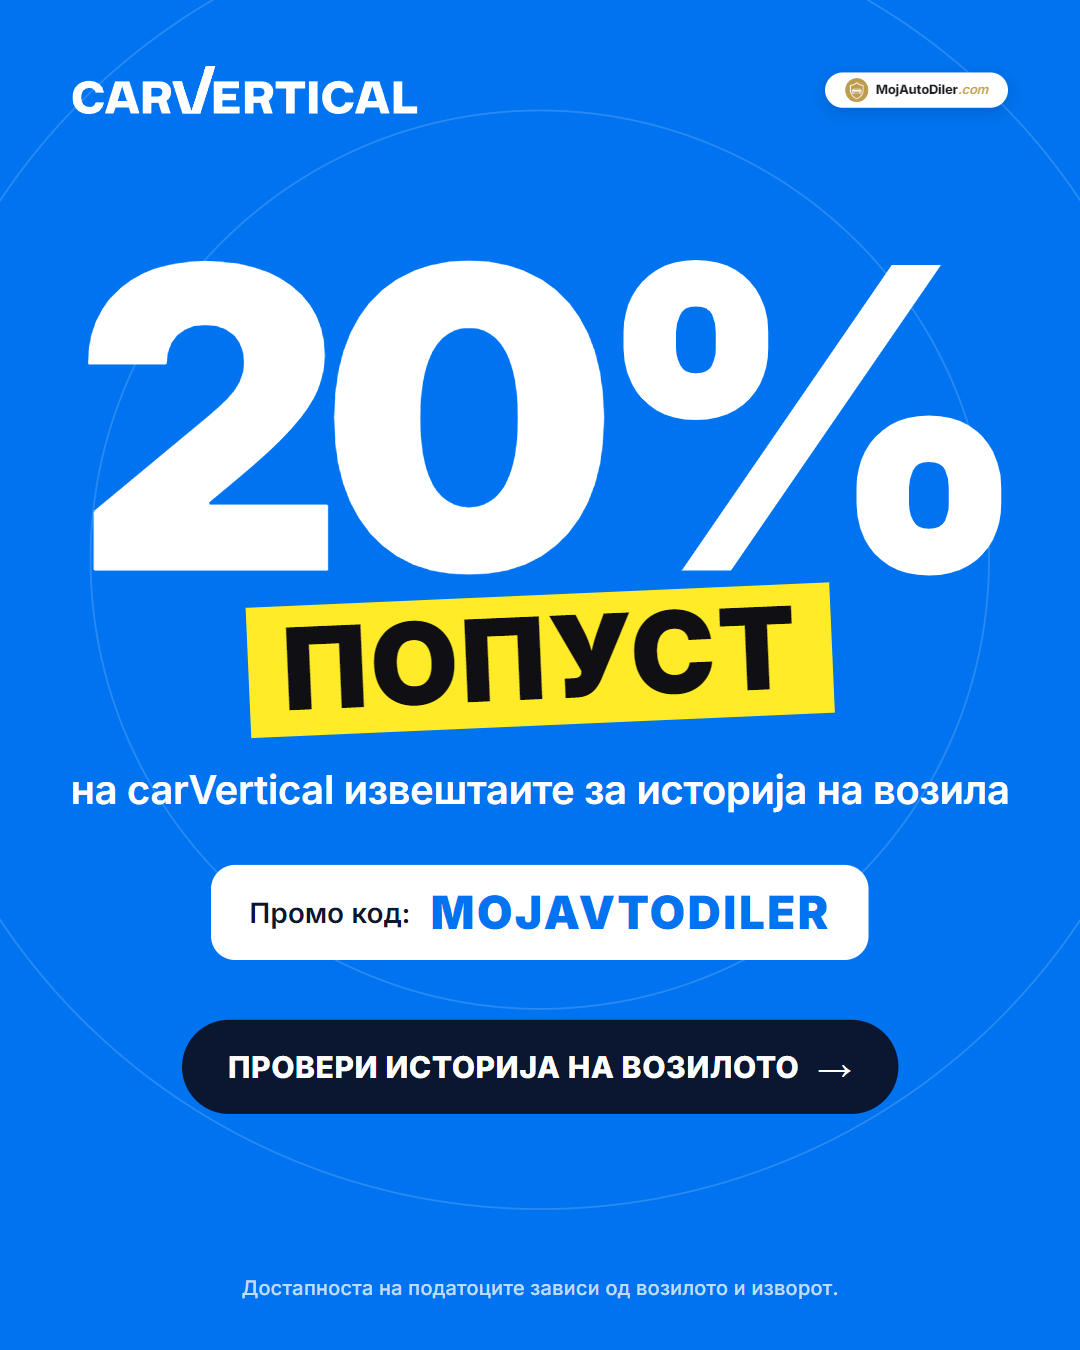 CARVERTICAL
MojAutoDiler.com
20%
ПОПУСТ
на carVertical извештаите за историја на возила
Промо код: MOJAVTODILER
ПРОВЕРИ ИСТОРИЈА НА ВОЗИЛОТО →
Достапноста на податоците зависи од возилото и изворот.